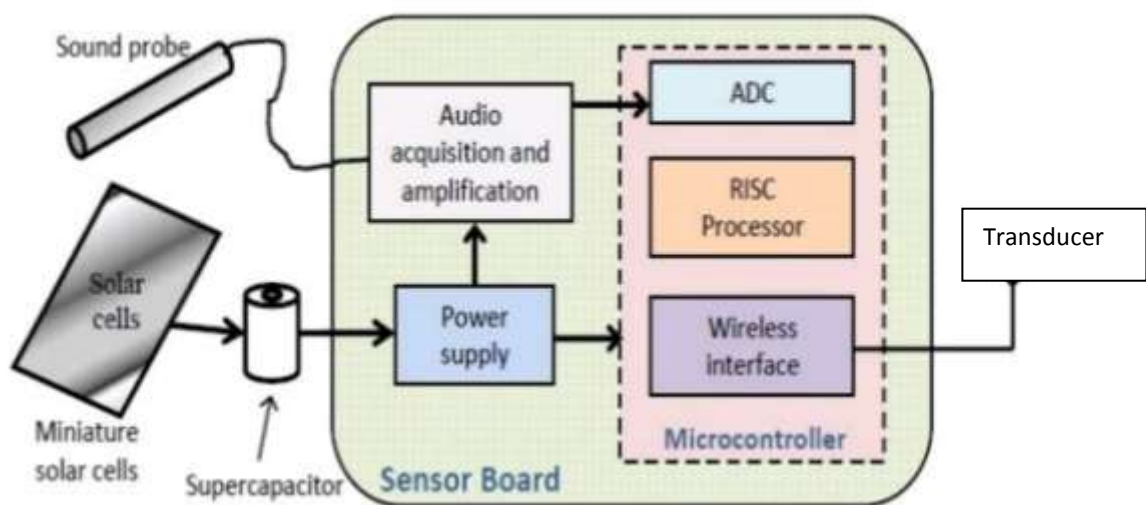 Sound probe
Audio
acquisition and
amplification
ADC
RISC
Processor
Transducer
Solar
cells
Power
supply
Wireless
interface
Miniature
solar cells
Supercapacitor
Microcontroller
Sensor Board